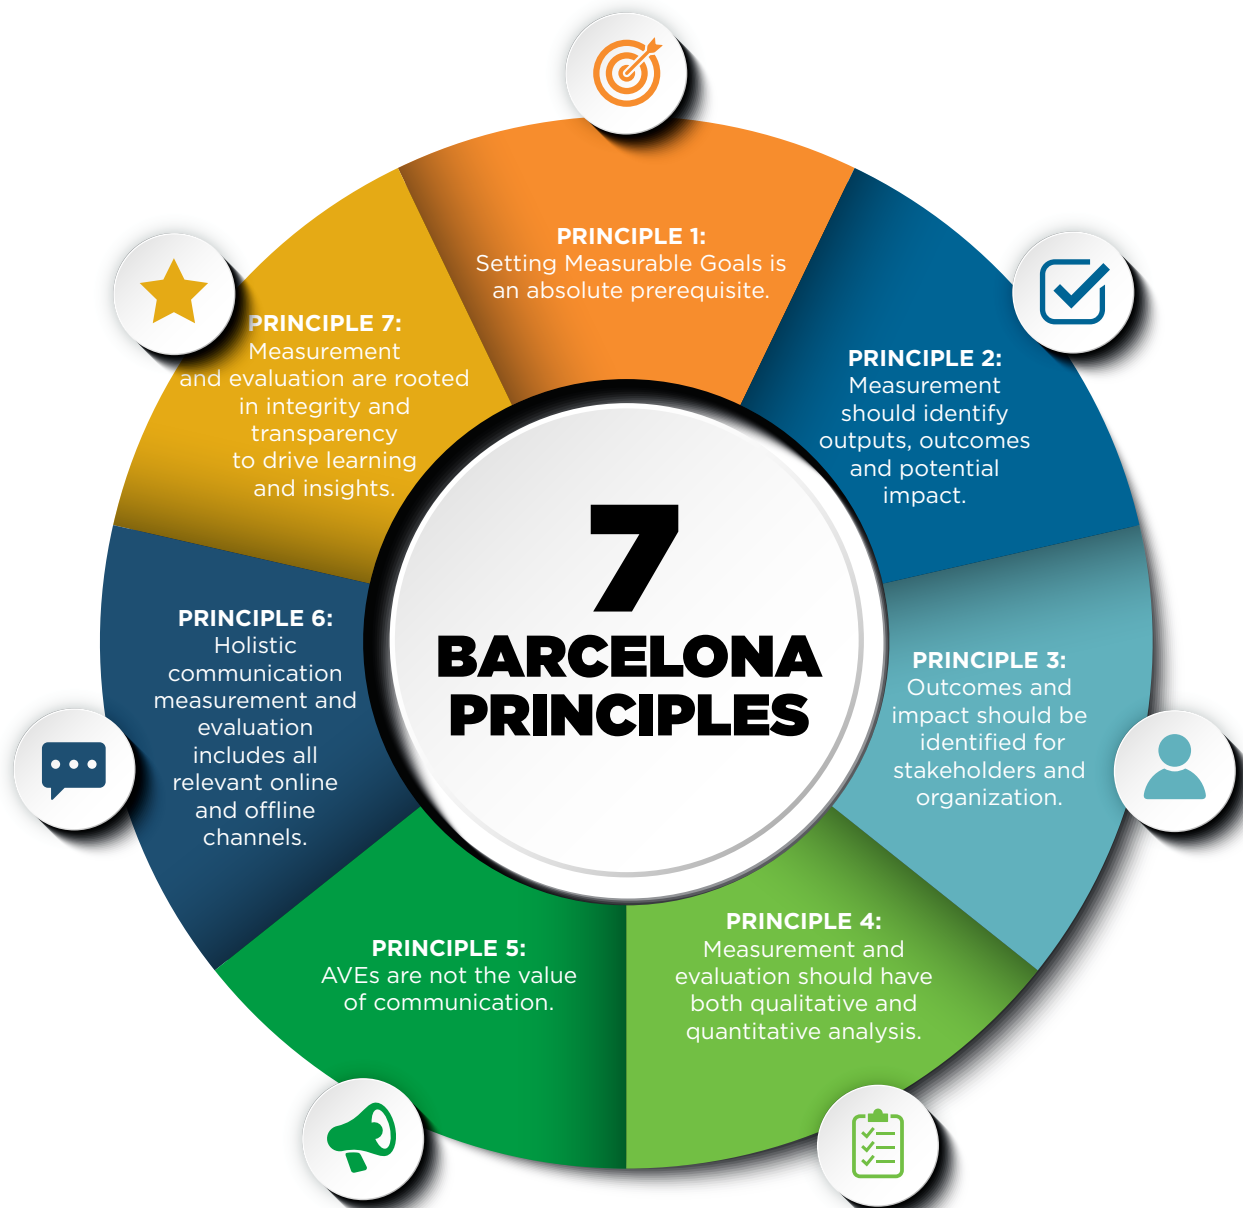 7
BARCELONA
PRINCIPLES
PRINCIPLE 1:
Setting Measurable Goals is
an absolute prerequisite.
PRINCIPLE 2:
Measurement
should identify
outputs, outcomes
and potential
impact.
PRINCIPLE 3:
Outcomes and
impact should be
identified for
stakeholders and
organization.
PRINCIPLE 4:
Measurement and
evaluation should have
both qualitative and
quantitative analysis.
PRINCIPLE 5:
AVEs are not the value
of communication.
PRINCIPLE 6:
Holistic
communication
measurement and
evaluation
includes all
relevant online
and offline
channels.
PRINCIPLE 7:
Measurement
and evaluation are rooted
in integrity and
transparency
to drive learning
and insights.